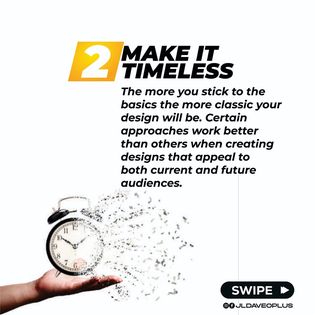 2 MAKE IT
TIMELESS
The more you stick to the
basics the more classic your
design will be. Certain
approaches work better
than others when creating
designs that appeal to
both current and future
audiences.
SWIPE
JLDAVEOPLUS